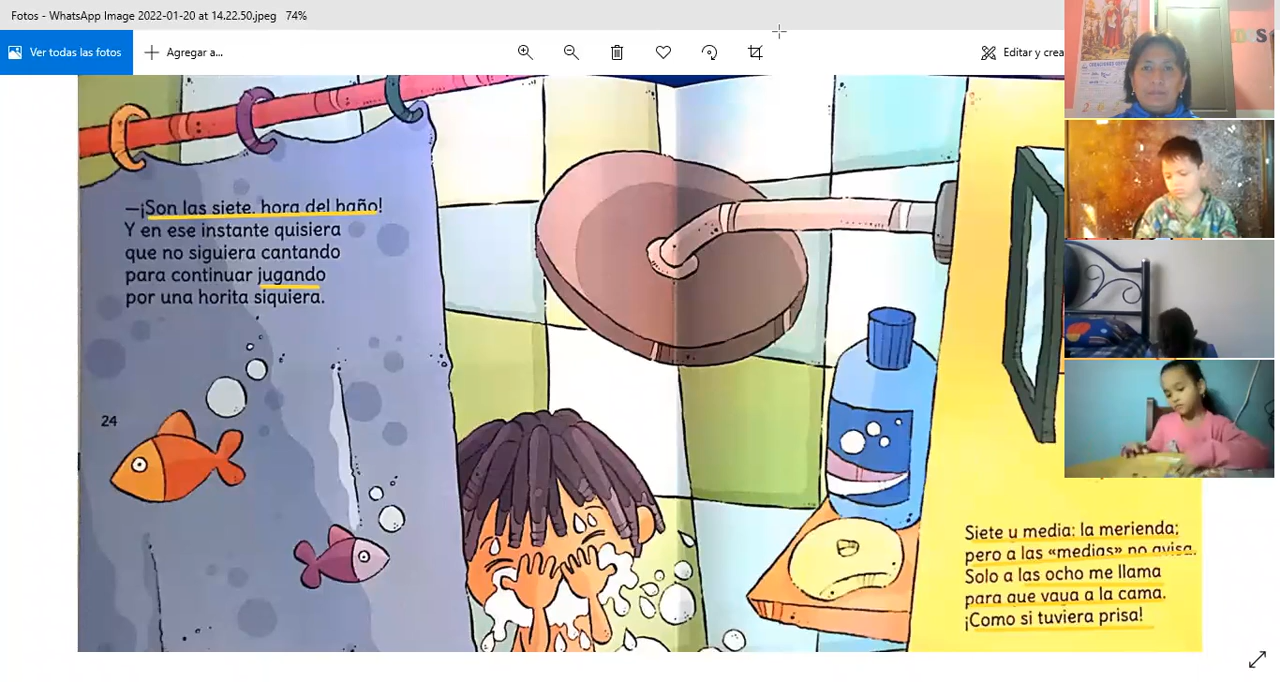 Fotos - WhatsApp Image 2022-01-20 at 14.22.50.jpeg 74%
Ver todas las fotos
Agregar a...
Editar y crea
—¡Son las siete, hora del baño!
Y en ese instante quisiera
que no siguiera cantando
para continuar jugando
por una horita siquiera.
24
Siete y media: la merienda;
pero a las «medias» no avisa.
Solo a las ocho me llama
para que vaya a la cama.
¡Como si tuviera prisa!